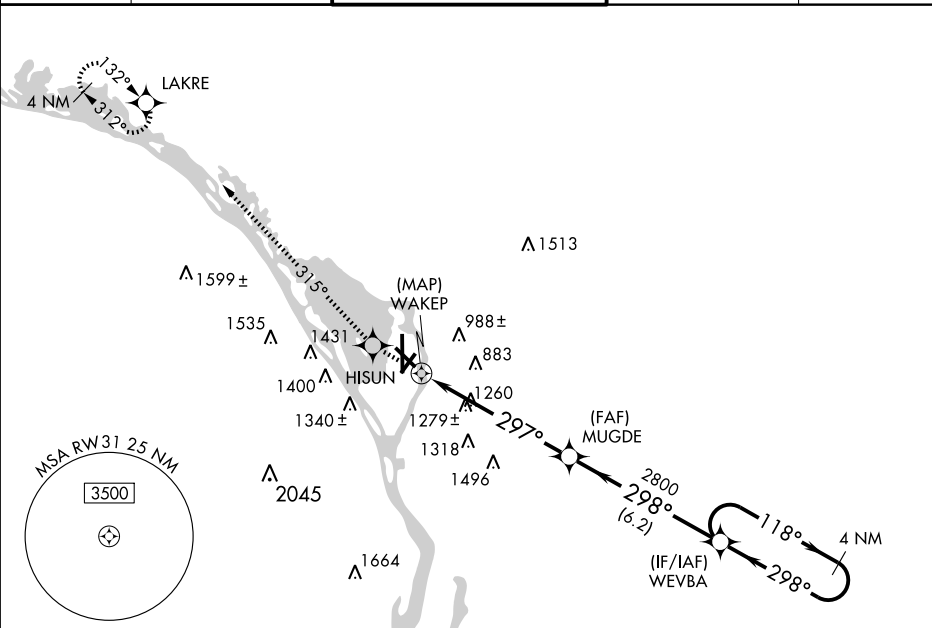 132°
LAKRE
4 NM
312°
1513
315°
1599 ±
(MAP)
WAKEP
1535
988 ±
1431
883
HISUN
1400
1260
1340 ±
1279 ±
297°
(FAF)
MUGDE
1318
1496
MSA RW31 25 NM
3500
2045
2800
298°
(6.2)
118°
4 NM
(IF/IAF)
WEVBA
298°
1664